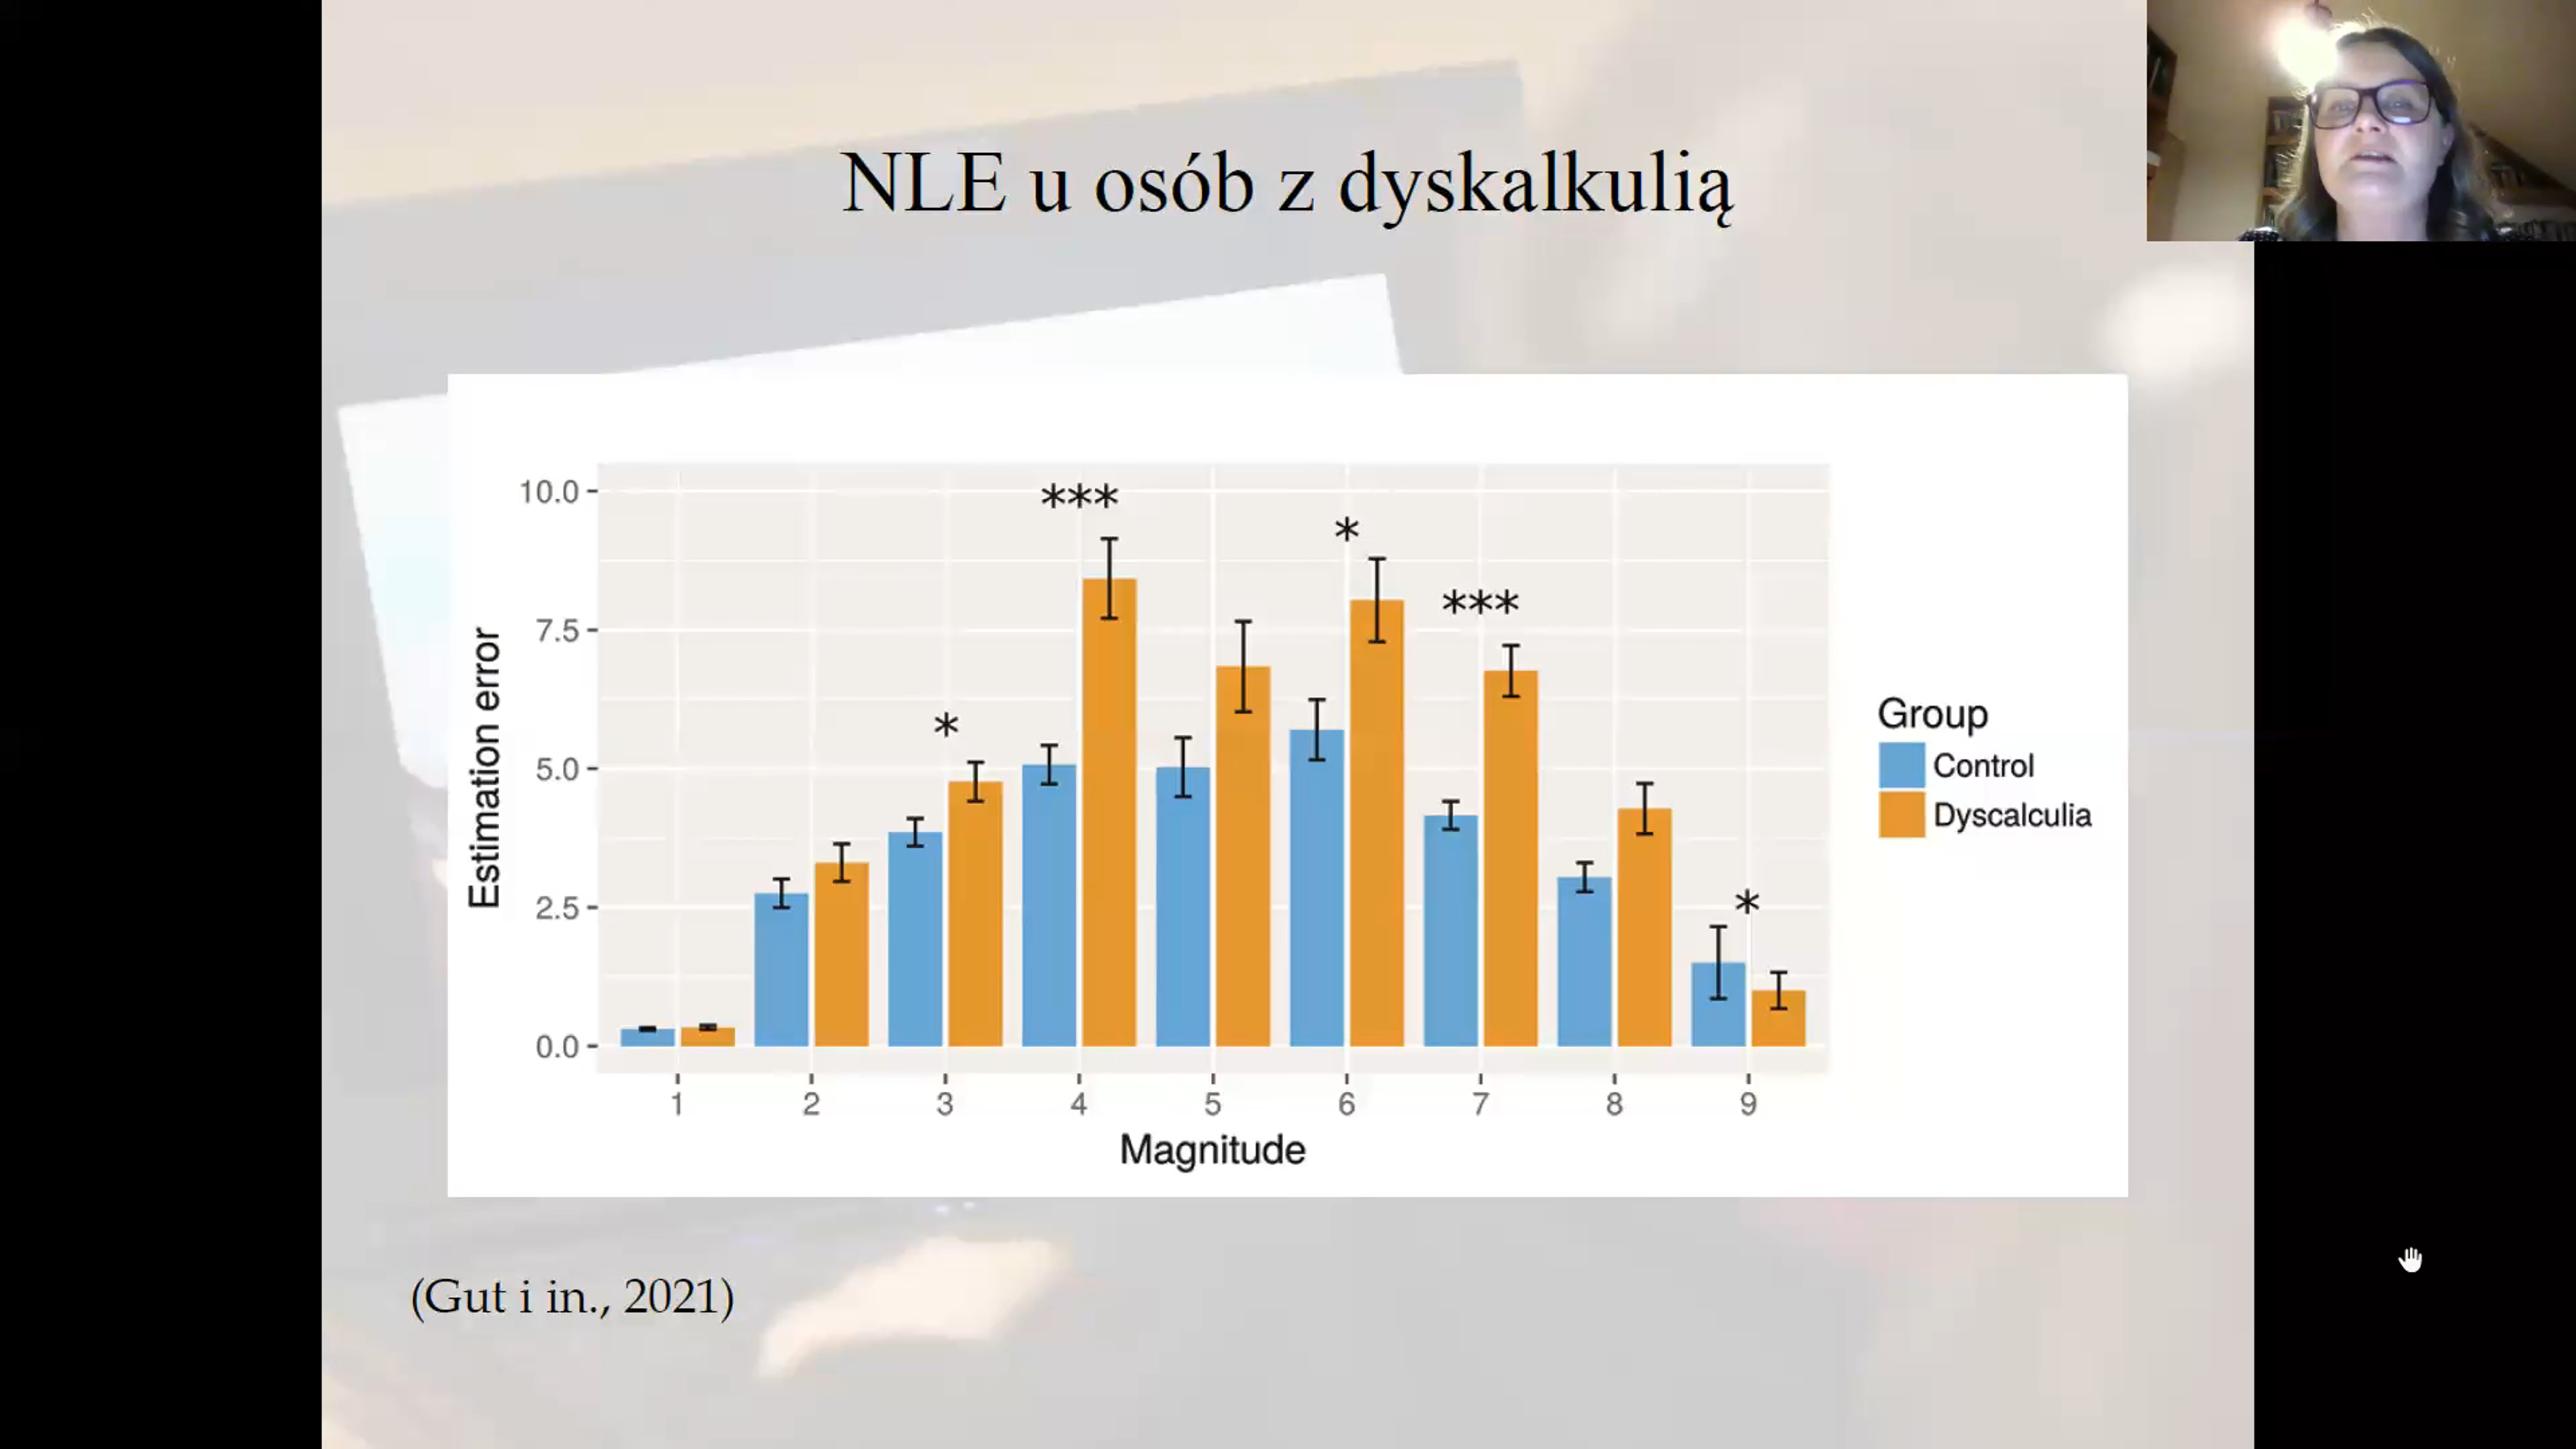 NLE u osób z dyskalkulią
Estimation error
10.0
7.5
5.0
2.5
0.0
*
***
*
***
*
1 2 3 4 5 6 7 8 9
Magnitude
Group
Control
Dyscalculia
(Gut i in., 2021)